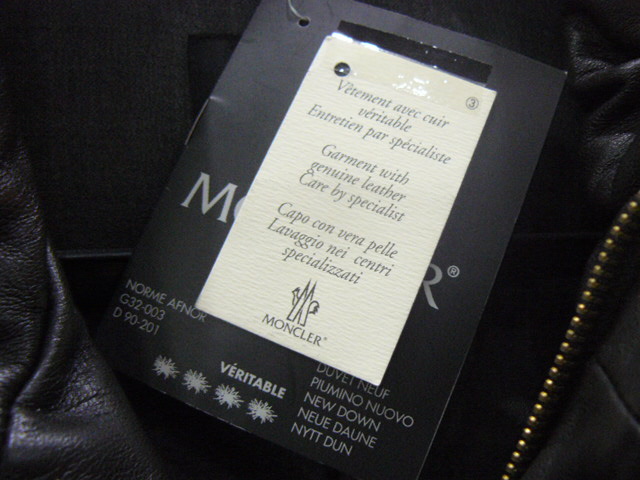 ③
Vêtement avec cuir
véritable
Entretien par spécialiste
Garment with
genuine leather
Care by specialist
Capo con vera pelle
Lavaggio nei centri
specializzati
MONCLER®
M R®
NORME AFNOR
G32-003
D 90-201
VÉRITABLE
DUVET NEUF
PIUMINO NUOVO
NEW DOWN
NEUE DAUNE
NYTT DUN